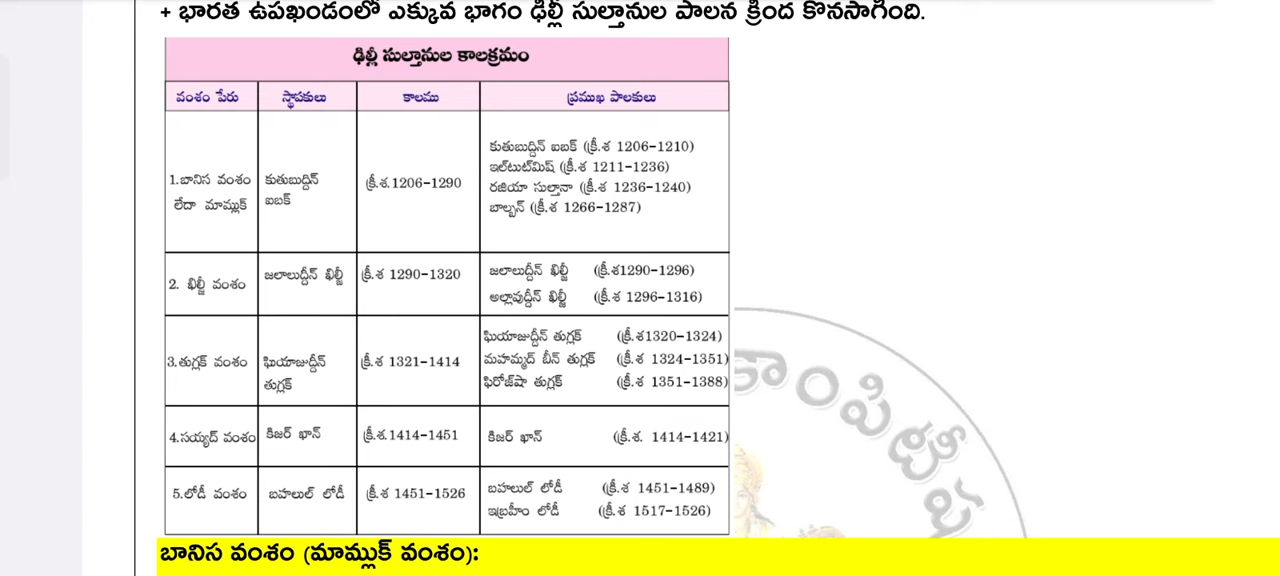 + భారత ఉపఖండంలో ఎక్కువ భాగం ఢిల్లీ సుల్తానుల పాలన క్రింద కొనసాగింది.
ఢిల్లీ సుల్తానుల కాలక్రమం
వంశం పేరు స్థాపకులు కాలము ప్రముఖ పాలకులు
1.బానిస వంశం లేదా మామ్లుక్ కుతుబుద్దిన్ ఐబక్ క్రీ.శ.1206-1290
కుతుబుద్దిన్ ఐబక్ (క్రీ.శ 1206-1210)
ఇల్‌టుట్‌మిష్ (క్రీ.శ 1211-1236)
రజియా సుల్తానా (క్రీ.శ 1236-1240)
బాల్బన్ (క్రీ.శ 1266-1287)
2. ఖిల్జీ వంశం జలాలుద్దీన్ ఖిల్జీ క్రీ.శ 1290-1320
జలాలుద్దీన్ ఖిల్జీ (క్రీ.శ1290-1296)
అల్లావుద్దీన్ ఖిల్జీ (క్రీ.శ 1296-1316)
3.తుగ్లక్ వంశం ఘియాజుద్దీన్ తుగ్లక్ క్రీ.శ 1321-1414
ఘియాజుద్దీన్ తుగ్లక్ (క్రీ.శ1320-1324)
మహమ్మద్ బీన్ తుగ్లక్ (క్రీ.శ 1324-1351)
ఫిరోజ్‌షా తుగ్లక్ (క్రీ.శ 1351-1388)
4.సయ్యద్ వంశం కిజర్ ఖాన్ క్రీ.శ.1414-1451
కిజర్ ఖాన్ (క్రీ.శ. 1414-1421)
5.లోడీ వంశం బహలుల్ లోడీ క్రీ.శ 1451-1526
బహలుల్ లోడీ (క్రీ.శ 1451-1489)
ఇబ్రహీం లోడీ (క్రీ.శ 1517-1526)
బానిస వంశం (మామ్లుక్ వంశం):